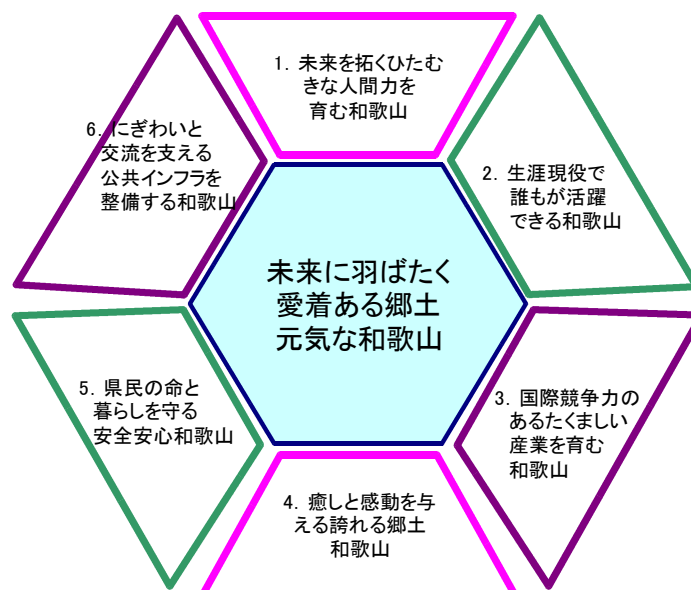 1. 未来を拓くひたむ
きな人間力を
育む和歌山
2. 生涯現役で
誰もが活躍
できる和歌山
3. 国際競争力の
あるたくましい
産業を育む
和歌山
4. 癒しと感動を与
える誇れる郷土
和歌山
5. 県民の命と
暮らしを守る
安全安心和歌山
6. にぎわいと
交流を支える
公共インフラを
整備する和歌山
未来に羽ばたく
愛着ある郷土
元気な和歌山